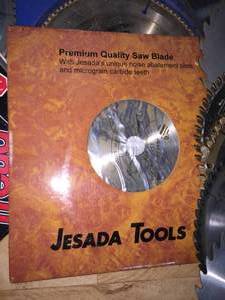 Premium Quality Saw Blade
With Jesada's unique noise abatement slots
and micrograin carbide teeth
JESADA TOOLS